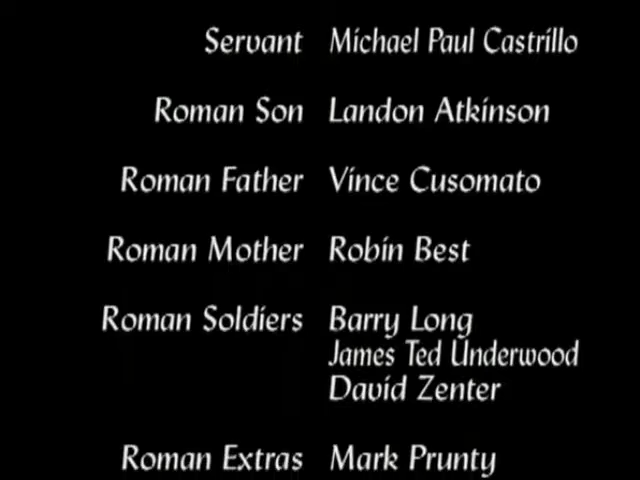 Servant Michael Paul Castrillo
Roman Son Landon Atkinson
Roman Father Vince Cusomato
Roman Mother Robin Best
Roman Soldiers Barry Long
James Ted Underwood
David Zenter
Roman Extras Mark Prunty